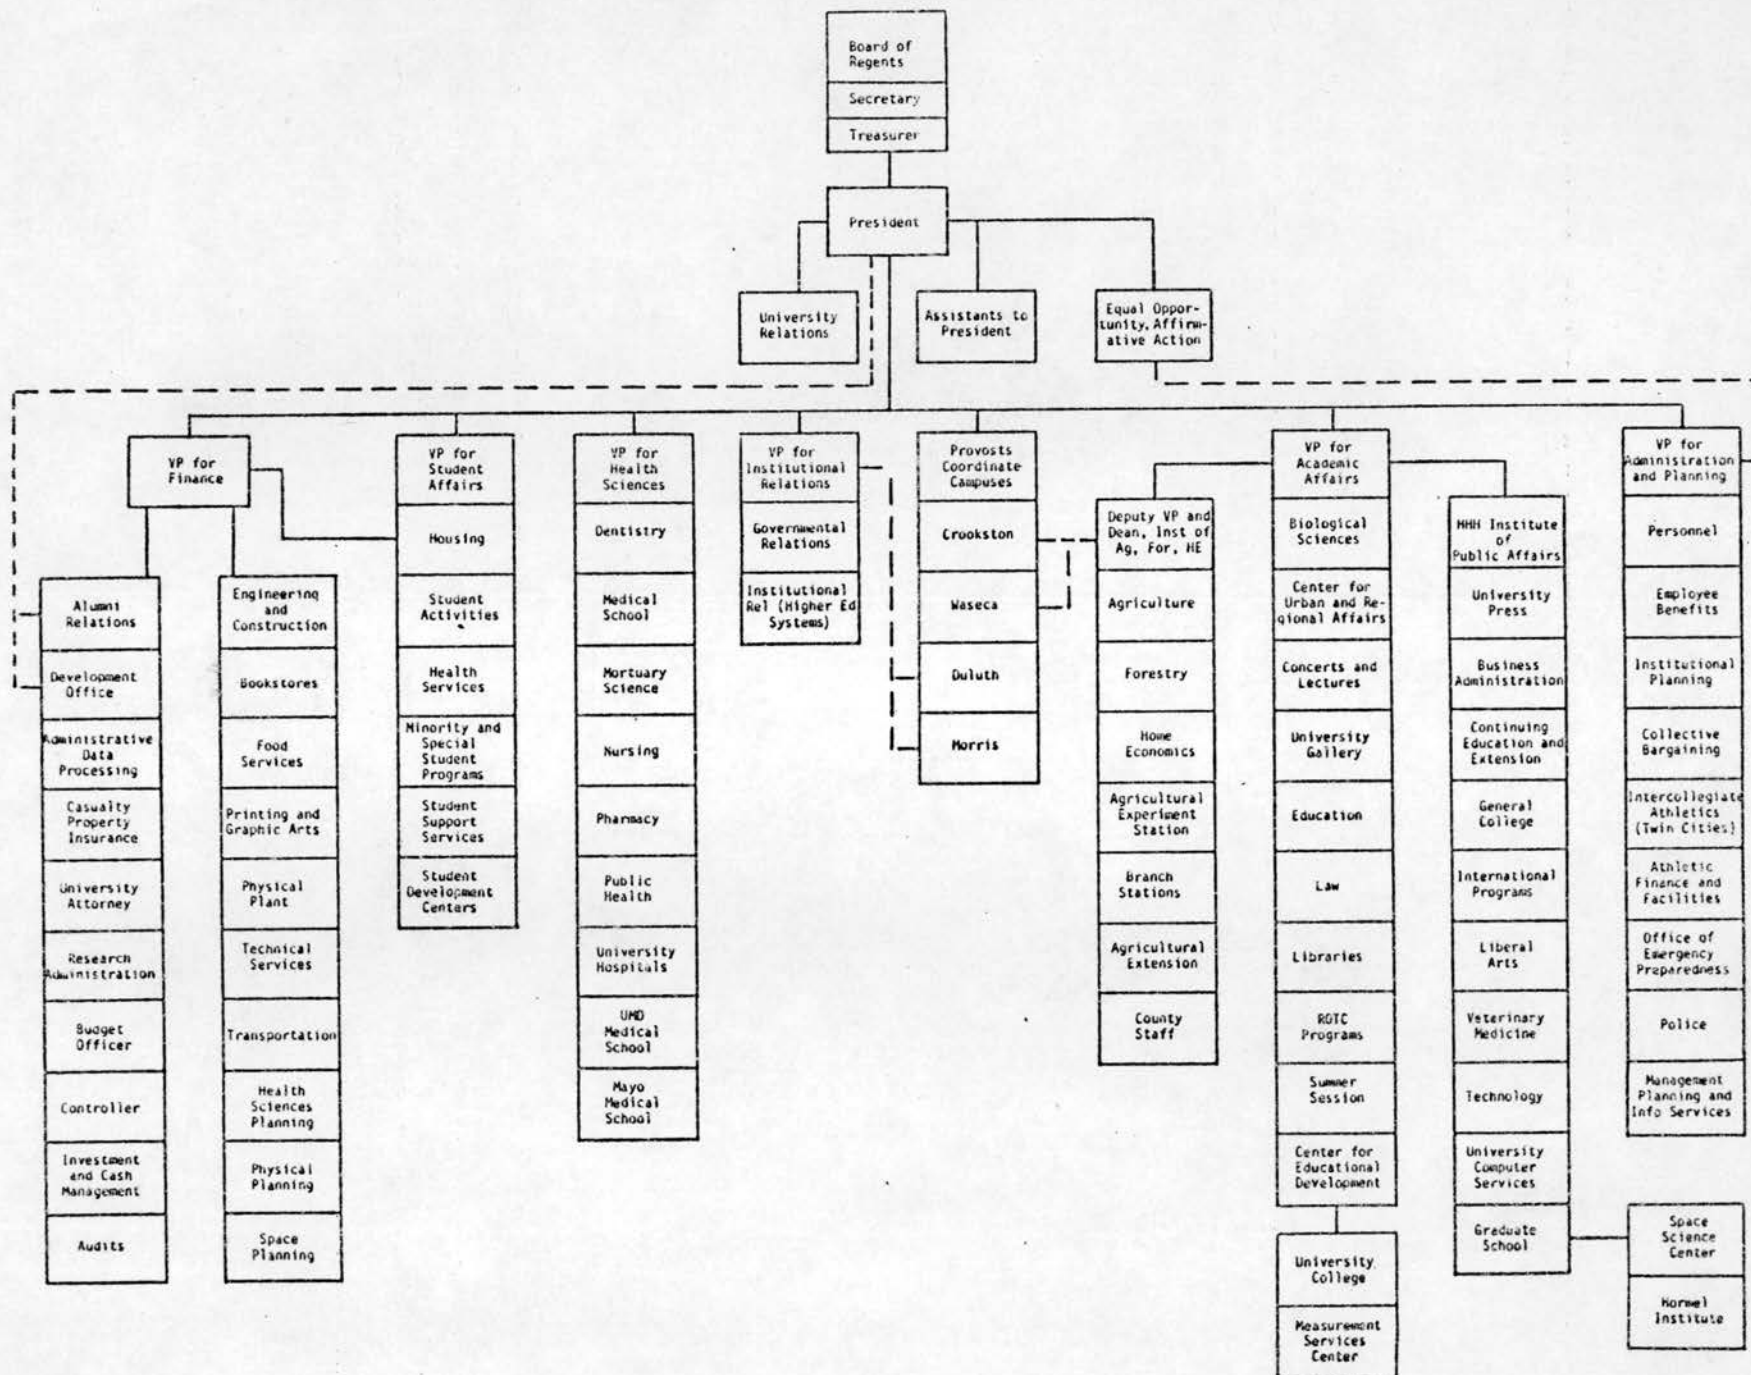 Board of
Regents
Secretary
Treasurer
President
University
Relations
Assistants to
President
Equal Oppor-
tunity, Affirm-
ative Action
VP for
Finance
Alumni
Relations
Development
Office
Administrative
Data
Processing
Casualty
Property
Insurance
University
Attorney
Research
Administration
Budget
Officer
Controller
Investment
and Cash
Management
Audits
Engineering
and
Construction
Bookstores
Food
Services
Printing and
Graphic Arts
Physical
Plant
Technical
Services
Transportation
Health
Sciences
Planning
Physical
Planning
Space
Planning
VP for
Student
Affairs
Housing
Student
Activities
Health
Services
Minority and
Special
Student
Programs
Student
Support
Services
Student
Development
Centers
VP for
Health
Sciences
Dentistry
Medical
School
Mortuary
Science
Nursing
Pharmacy
Public
Health
University
Hospitals
UMD
Medical
School
Mayo
Medical
School
VP for
Institutional
Relations
Governmental
Relations
Institutional
Rel (Higher Ed
Systems)
Provosts
Coordinate
Campuses
Crookston
Waseca
Duluth
Morris
Deputy VP and
Dean, Inst of
Ag, For, HE
Agriculture
Forestry
Home
Economics
Agricultural
Experiment
Station
Branch
Stations
Agricultural
Extension
County
Staff
VP for
Academic
Affairs
Biological
Sciences
Center for
Urban and Re-
gional Affairs
Concerts and
Lectures
University
Gallery
Education
Law
Libraries
ROTC
Programs
Summer
Session
Center for
Educational
Development
University
College
Measurement
Services
Center
HHH Institute
of
Public Affairs
University
Press
Business
Administration
Continuing
Education and
Extension
General
College
International
Programs
Liberal
Arts
Veterinary
Medicine
Technology
University
Computer
Services
Graduate
School
VP for
Administration
and Planning
Personnel
Employee
Benefits
Institutional
Planning
Collective
Bargaining
Intercollegiate
Athletics
(Twin Cities)
Athletic
Finance and
Facilities
Office of
Emergency
Preparedness
Police
Management
Planning and
Info Services
Space
Science
Center
Hormel
Institute